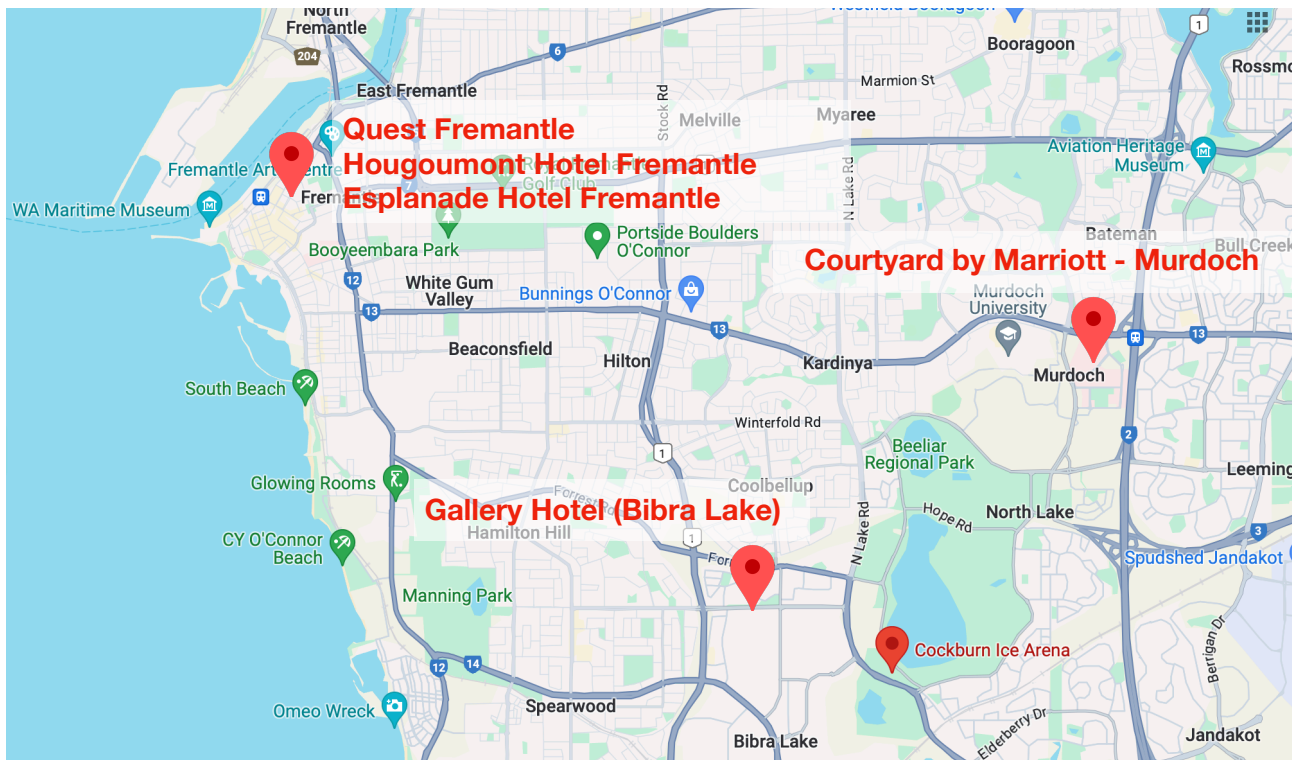 North
Fremantle
204
6
Westfield Booragoon
1
Booragoon
Rossmo
East Fremantle
Stock Rd
Marmion St
Melville
Myaree
Quest Fremantle
Hougoumont Hotel Fremantle
Esplanade Hotel Fremantle
Fremantle Arts Centre
Fremantle
Golf Club
N Lake Rd
Aviation Heritage
Museum
WA Maritime Museum
Booyeembara Park
Portside Boulders
O'Connor
Bateman
Bull Creek
Courtyard by Marriott - Murdoch
White Gum
Valley
12
13
Bunnings O'Connor
13
Murdoch
University
13
Beaconsfield
Hilton
Kardinya
Murdoch
South Beach
Winterfold Rd
2
1
Beeliar
Regional Park
Leeming
Glowing Rooms
Coolbellup
Forrest Rd
Gallery Hotel (Bibra Lake)
Hamilton Hill
1
N Lake Rd
Hope Rd
North Lake
3
CY O'Connor
Beach
Spudshed Jandakot
Manning Park
Cockburn Ice Arena
Berrigan Dr
12
14
Omeo Wreck
Spearwood
Bibra Lake
Elderberry Dr
Jandakot